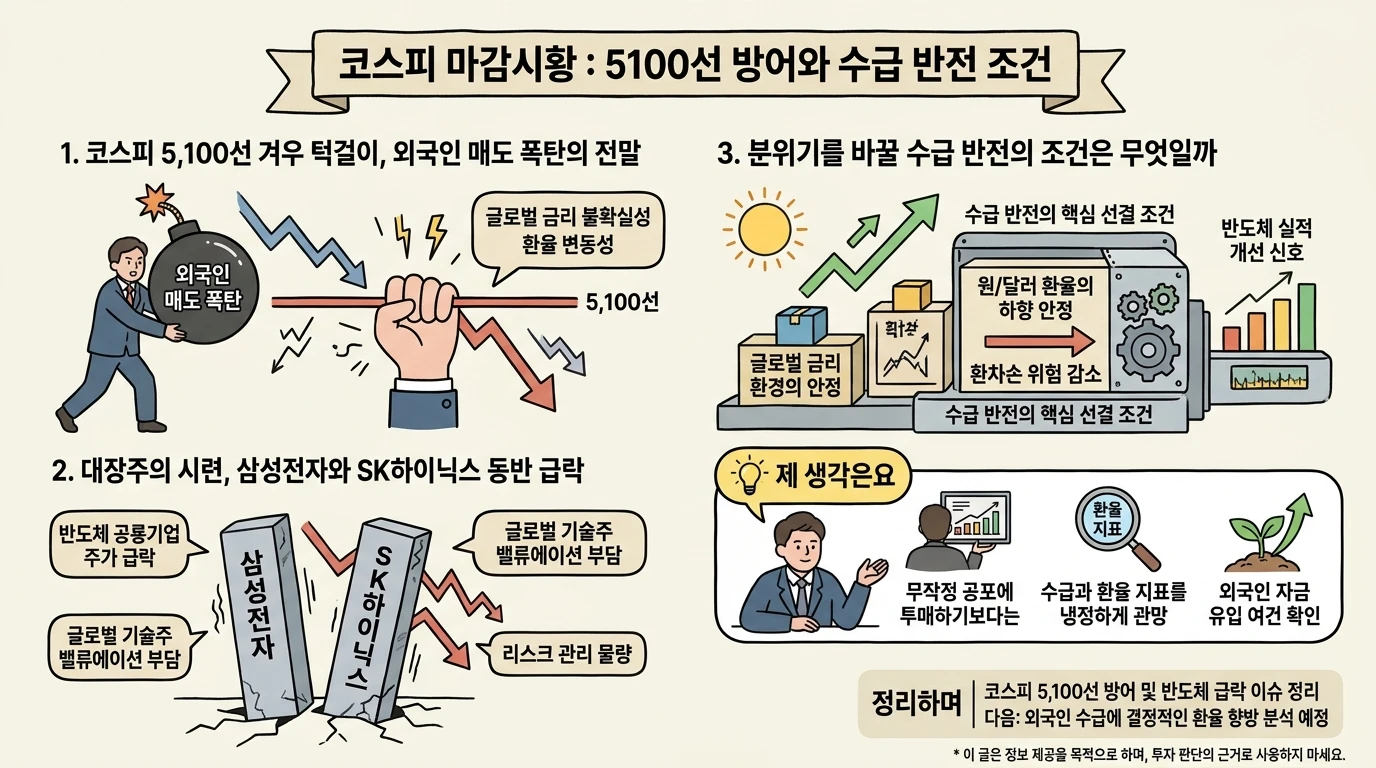 코스피 마감시황 : 5100선 방어와 수급 반전 조건
1. 코스피 5,100선 겨우 턱걸이, 외국인 매도 폭탄의 전말
외국인
매도 폭탄
글로벌 금리 불확실성
환율 변동성
5,100선
2. 대장주의 시련, 삼성전자와 SK하이닉스 동반 급락
반도체 공룡기업
주가 급락
글로벌 기술주
밸류에이션 부담
삼성전자
SK하이닉스
글로벌 기술주
밸류에이션 부담
리스크 관리 물량
3. 분위기를 바꿀 수급 반전의 조건은 무엇일까
수급 반전의 핵심 선결 조건
반도체 실적
개선 신호
원/달러 환율의
하향 안정
환차손 위험 감소
글로벌 금리
환경의 안정
수급 반전의 핵심 선결 조건
제 생각은요
무작정 공포에
투매하기보다는
환율
지표
수급과 환율 지표를
냉정하게 관망
외국인 자금
유입 여건 확인
정리하며
코스피 5,100선 방어 및 반도체 급락 이슈 정리
다음: 외국인 수급에 결정적인 환율 향방 분석 예정
* 이 글은 정보 제공을 목적으로 하며, 투자 판단의 근거로 사용하지 마세요.